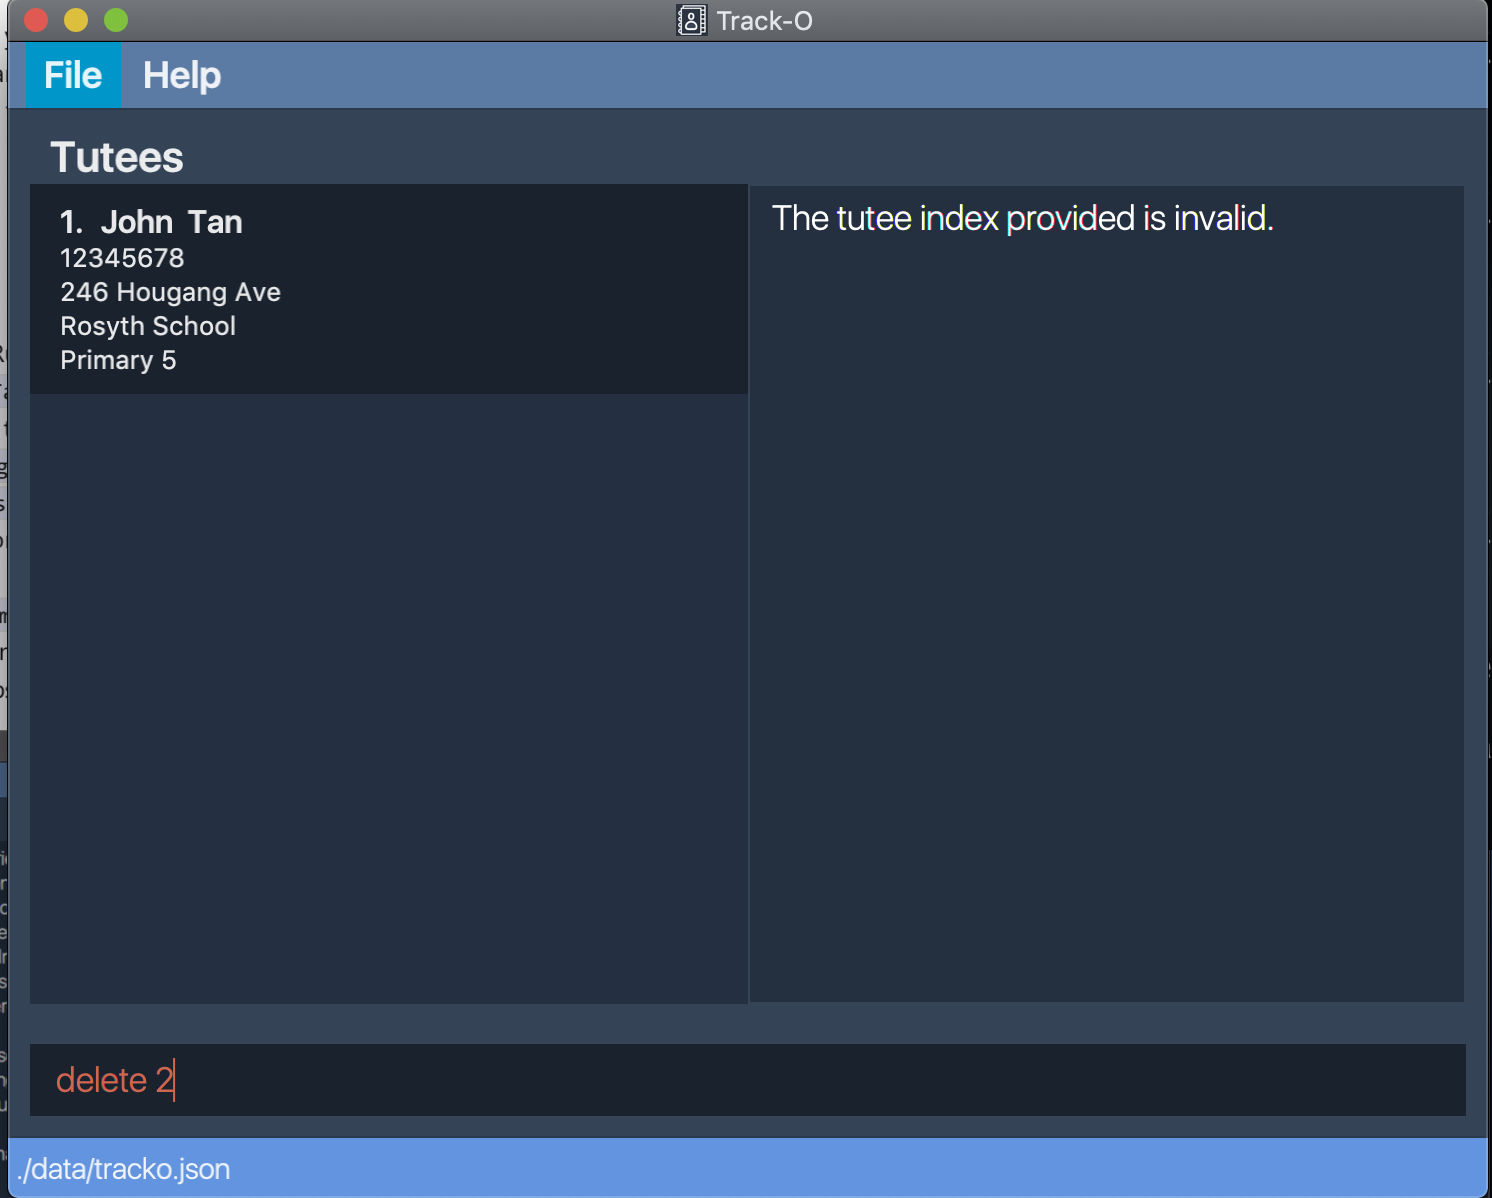 Track-O
File Help
Tutees
1. John Tan
12345678
246 Hougang Ave
Rosyth School
Primary 5
The tutee index provided is invalid.
delete 2
./data/tracko.json